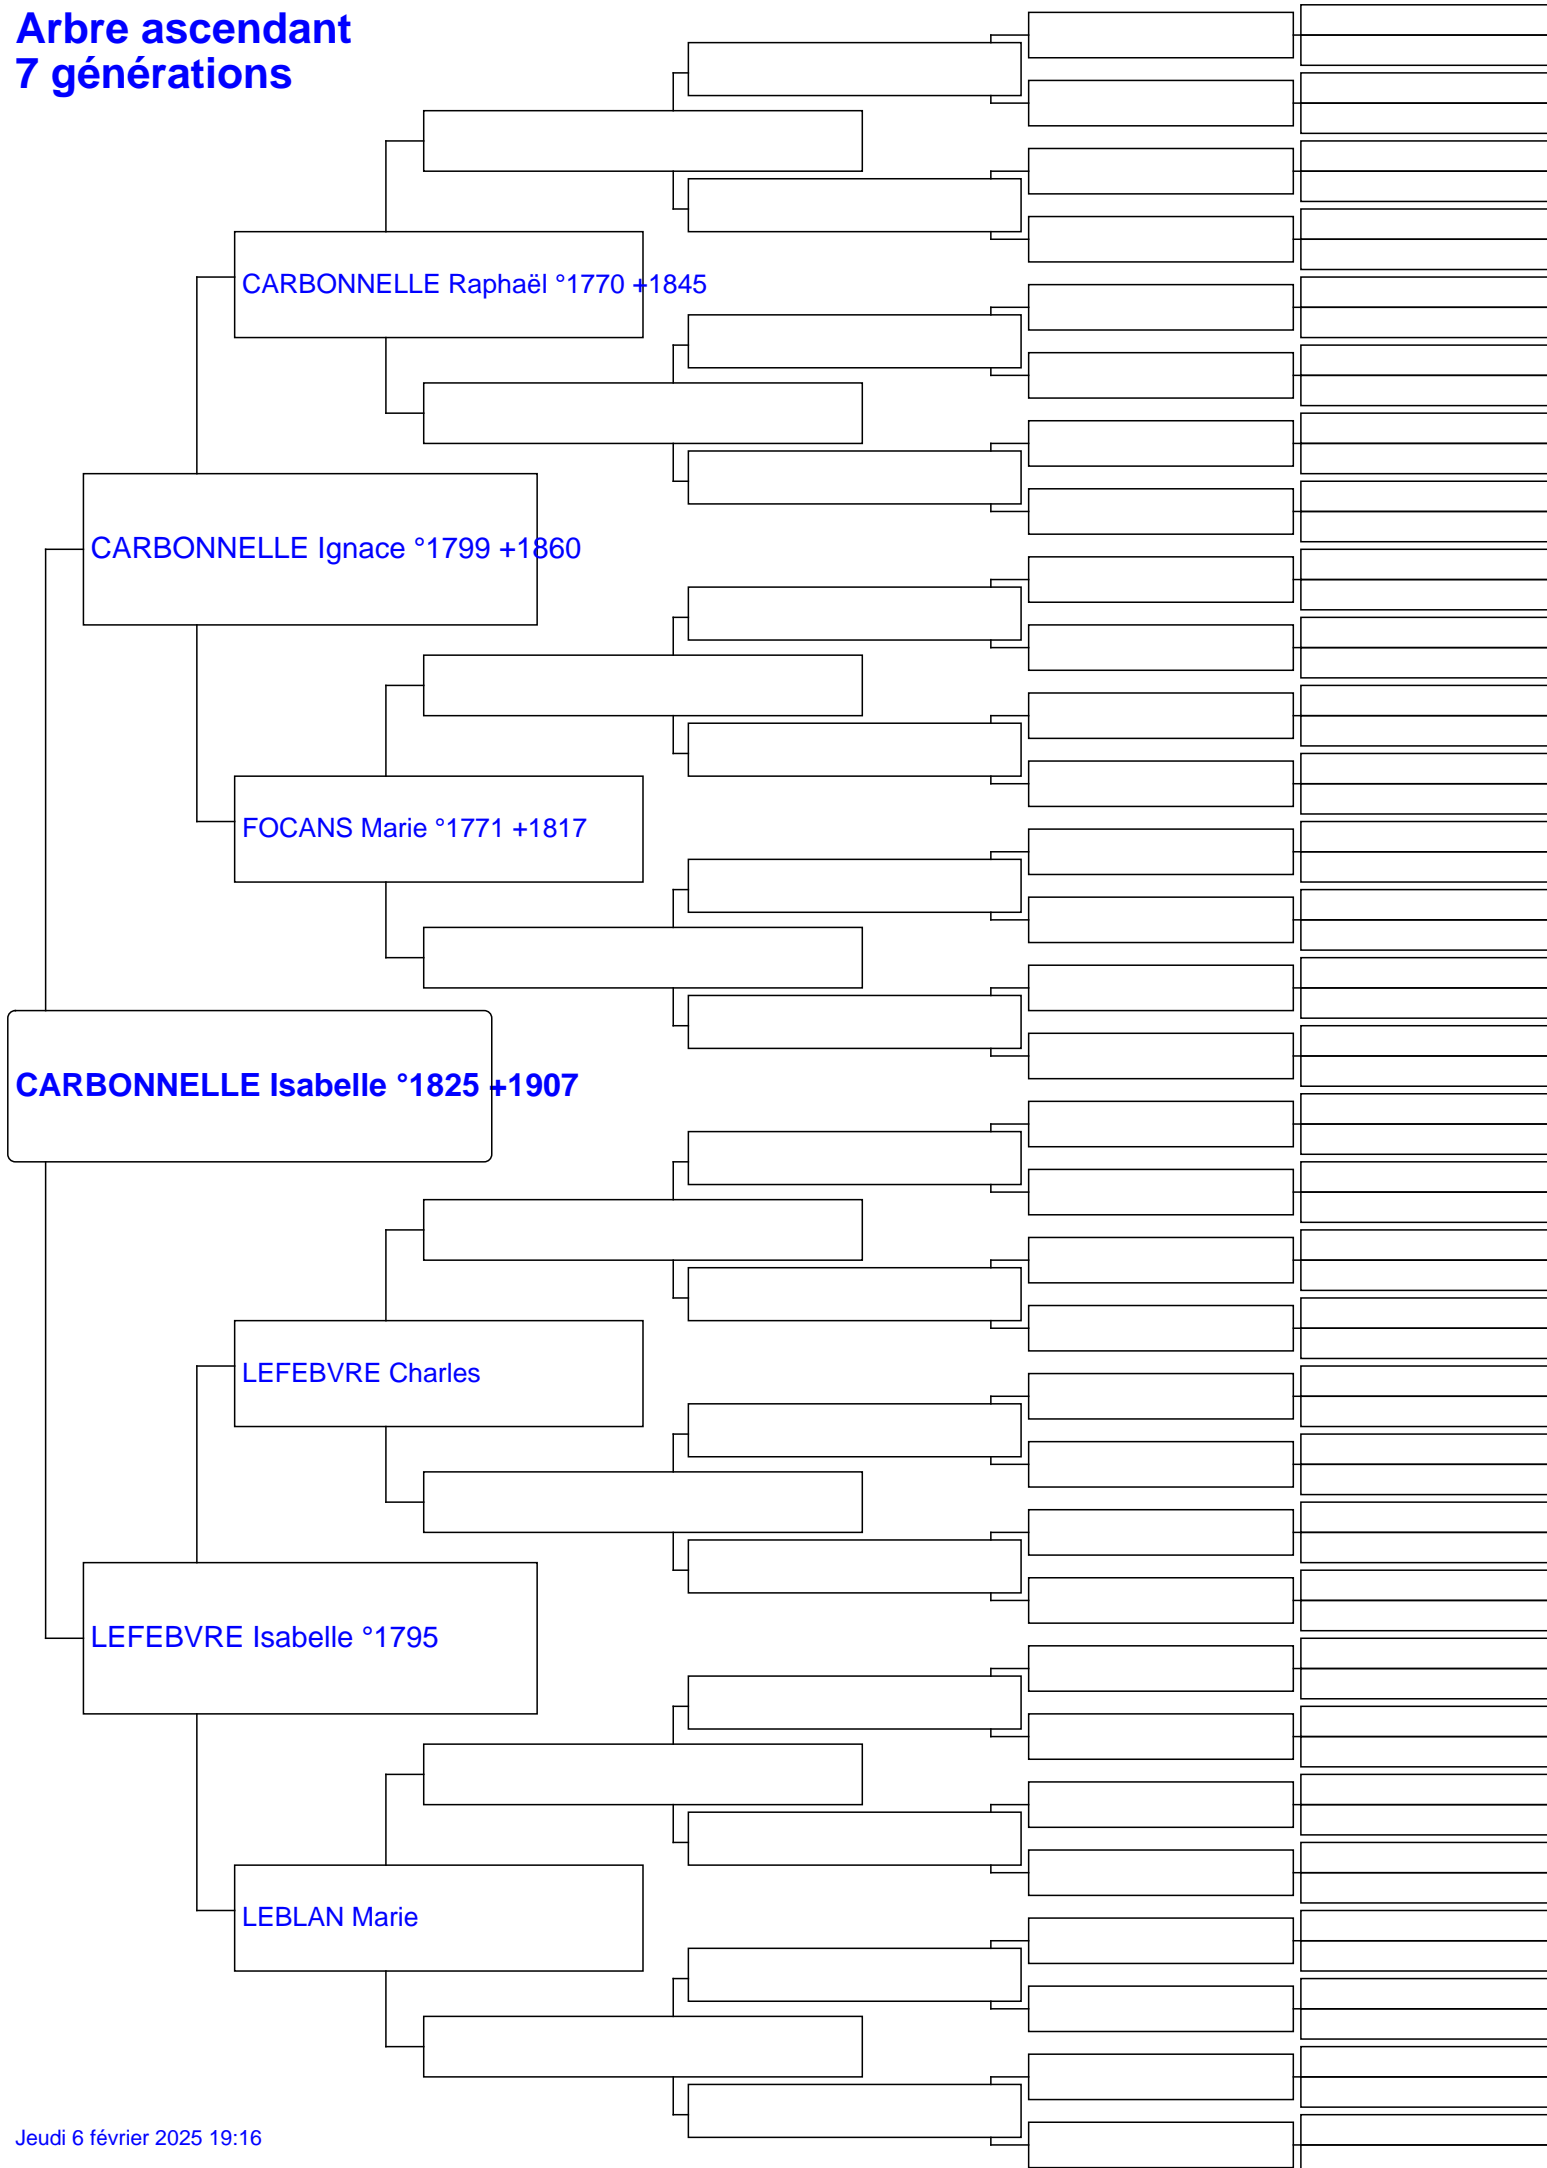 Arbre ascendant
7 générations
CARBONNELLE Raphaël °1770 +1845
CARBONNELLE Ignace °1799 +1860
FOCANS Marie °1771 +1817
CARBONNELLE Isabelle °1825 +1907
LEFEBVRE Charles
LEFEBVRE Isabelle °1795
LEBLAN Marie
Jeudi 6 février 2025 19:16